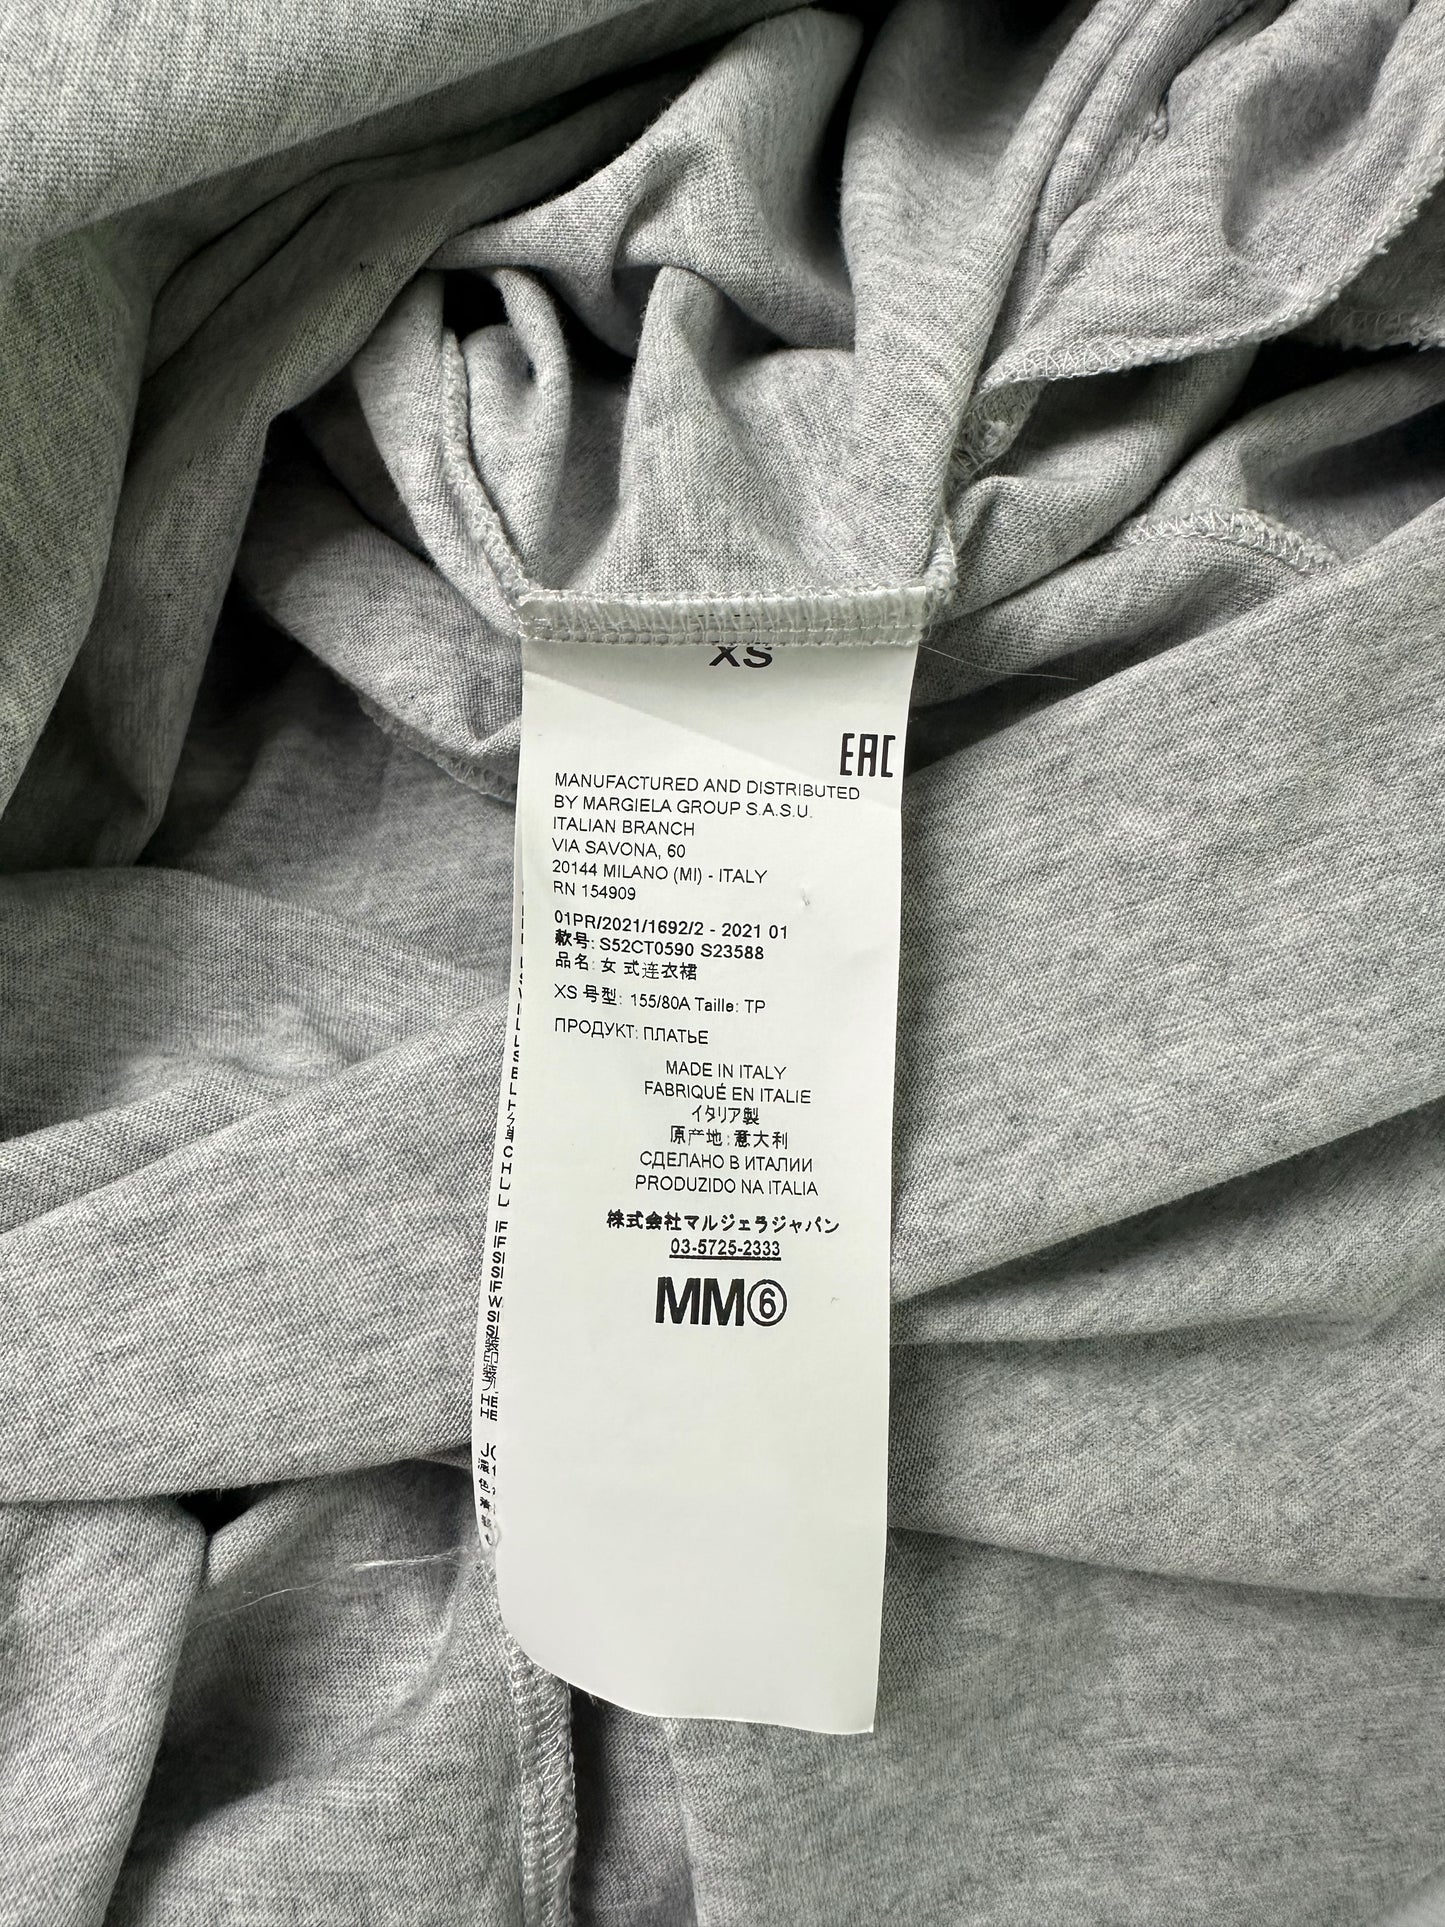 XS
EAC
MANUFACTURED AND DISTRIBUTED
BY MARGIELA GROUP S.A.S.U.
ITALIAN BRANCH
VIA SAVONA, 60
20144 MILANO (MI) - ITALY
RN 154909
01PR/2021/1692/2 - 2021 01
款号: S52CT0590 S23588
品名: 女 式连衣裙
XS 号型: 155/80A Taille: TP
ПРОДУКТ: ПЛАТЬЕ
MADE IN ITALY
FABRIQUÉ EN ITALIE
イタリア製
原产地:意大利
СДЕЛАНО В ИТАЛИИ
PRODUZIDO NA ITALIA
株式会社マルジェラジャパン
03-5725-2333
MM⑥